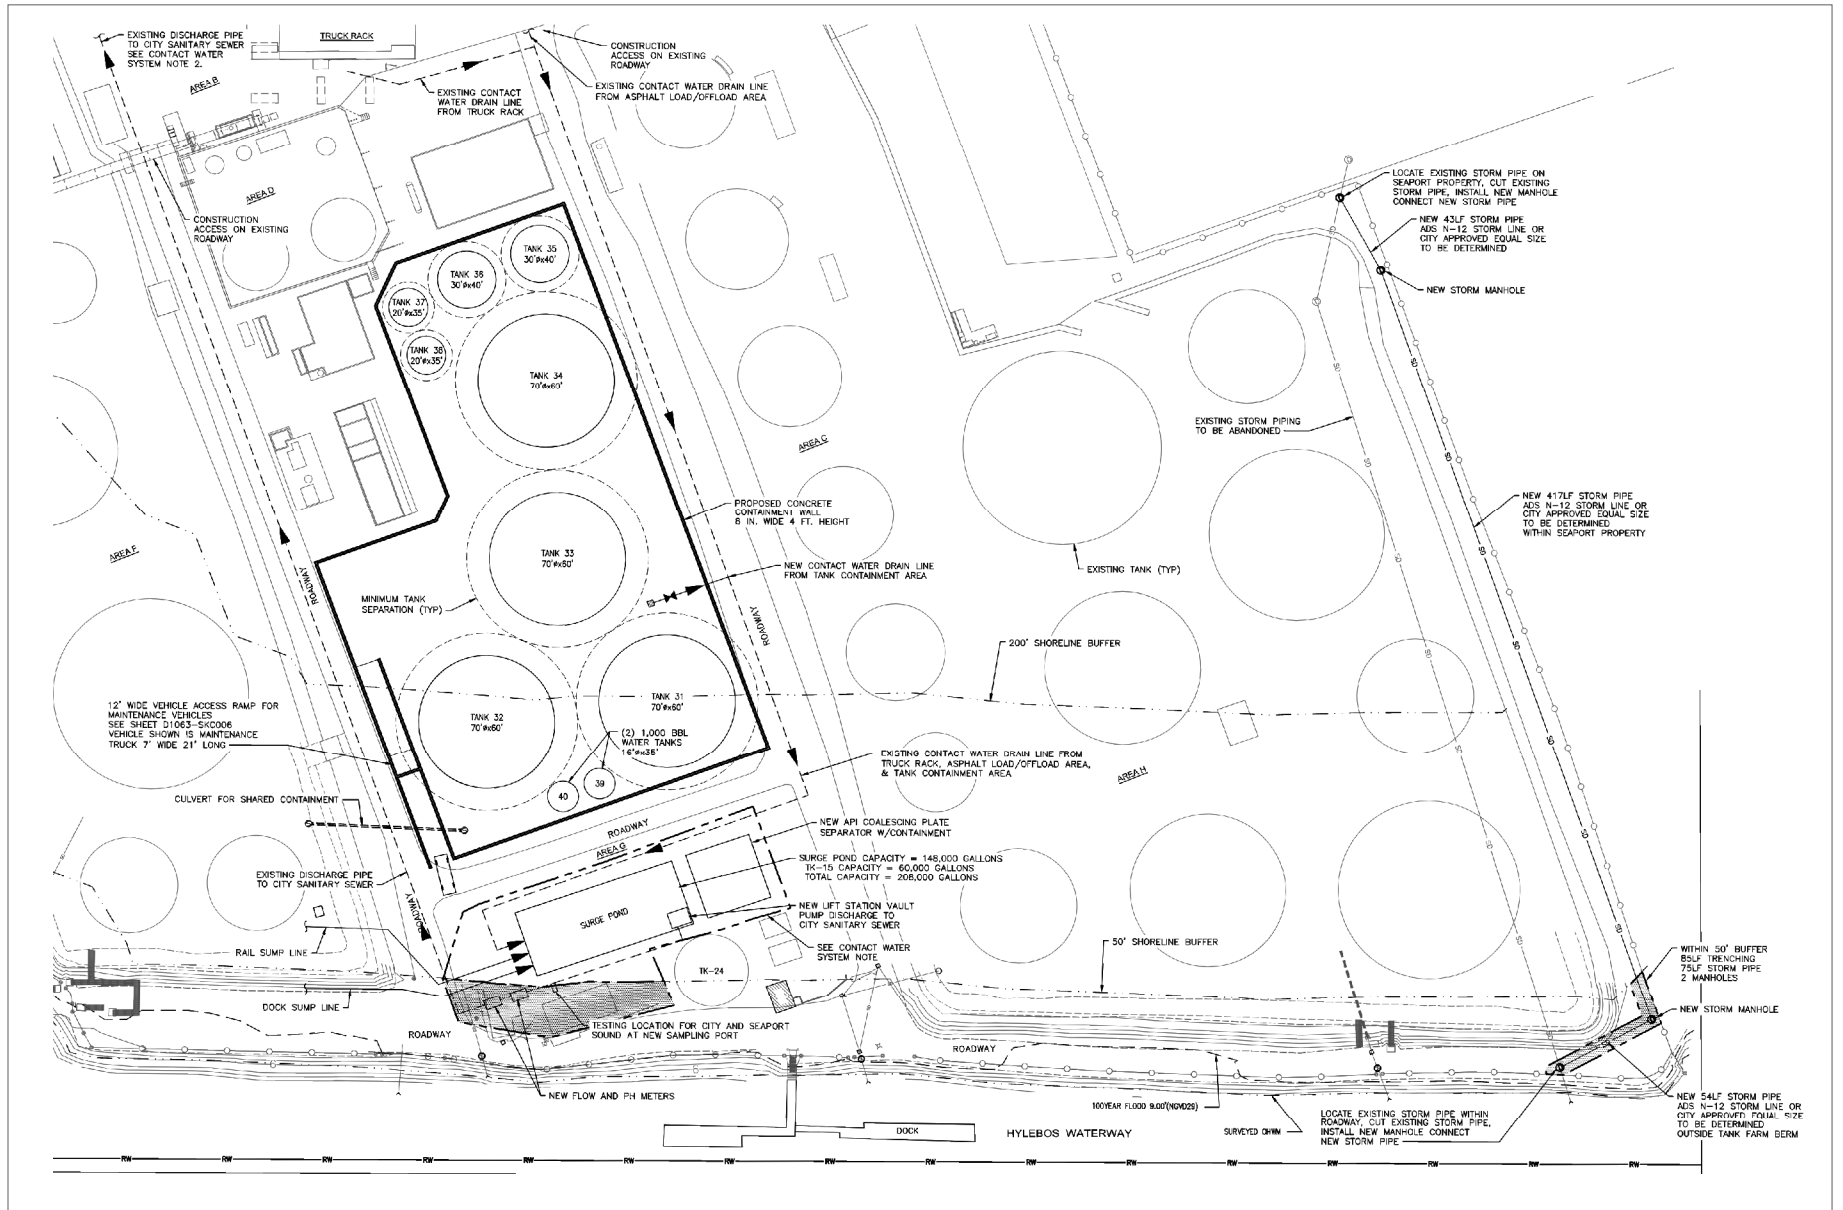 EXISTING DISCHARGE PIPE
TO CITY SANITARY SEWER
SEE CONTACT WATER
SYSTEM NOTE 2.
AREA B
TRUCK RACK
EXISTING CONTACT
WATER DRAIN LINE
FROM TRUCK RACK
CONSTRUCTION
ACCESS ON EXISTING
ROADWAY
EXISTING CONTACT WATER DRAIN LINE
FROM ASPHALT LOAD/OFFLOAD AREA
AREA D
CONSTRUCTION
ACCESS ON EXISTING
ROADWAY
LOCATE EXISTING STORM PIPE ON
SEAPORT PROPERTY, CUT EXISTING
STORM PIPE, INSTALL NEW MANHOLE
CONNECT NEW STORM PIPE
NEW 43LF STORM PIPE
ADS N-12 STORM LINE OR
CITY APPROVED EQUAL SIZE
TO BE DETERMINED
NEW STORM MANHOLE
TANK 35
30'øx40'
TANK 36
30'øx40'
TANK 37
20'øx35'
TANK 38
20'øx35'
TANK 34
70'øx60'
EXISTING STORM PIPING
TO BE ABANDONED
AREA C
PROPOSED CONCRETE
CONTAINMENT WALL
8 IN. WIDE 4 FT. HEIGHT
NEW 417LF STORM PIPE
ADS N-12 STORM LINE OR
CITY APPROVED EQUAL SIZE
TO BE DETERMINED
WITHIN SEAPORT PROPERTY
AREA F
ROADWAY
TANK 33
70'øx60'
NEW CONTACT WATER DRAIN LINE
FROM TANK CONTAINMENT AREA
EXISTING TANK (TYP)
MINIMUM TANK
SEPARATION (TYP)
ROADWAY
200' SHORELINE BUFFER
12' WIDE VEHICLE ACCESS RAMP FOR
MAINTENANCE VEHICLES
SEE SHEET D1063-SKC006
VEHICLE SHOWN IS MAINTENANCE
TRUCK 7' WIDE 21' LONG
TANK 32
70'øx60'
TANK 31
70'øx60'
(2) 1,000 BBL
WATER TANKS
16'øx35'
40
39
EXISTING CONTACT WATER DRAIN LINE FROM
TRUCK RACK, ASPHALT LOAD/OFFLOAD AREA,
& TANK CONTAINMENT AREA
AREA H
CULVERT FOR SHARED CONTAINMENT
ROADWAY
AREA G
NEW API COALESCING PLATE
SEPARATOR W/CONTAINMENT
SURGE POND CAPACITY = 148,000 GALLONS
TK-15 CAPACITY = 60,000 GALLONS
TOTAL CAPACITY = 208,000 GALLONS
EXISTING DISCHARGE PIPE
TO CITY SANITARY SEWER
ROADWAY
SURGE POND
NEW LIFT STATION VAULT
PUMP DISCHARGE TO
CITY SANITARY SEWER
SEE CONTACT WATER
SYSTEM NOTE
RAIL SUMP LINE
TK-24
50' SHORELINE BUFFER
WITHIN 50' BUFFER
85LF TRENCHING
75LF STORM PIPE
2 MANHOLES
DOCK SUMP LINE
NEW STORM MANHOLE
ROADWAY
TESTING LOCATION FOR CITY AND SEAPORT
SOUND AT NEW SAMPLING PORT
ROADWAY
NEW FLOW AND PH METERS
100YEAR FLOOD 9.00'(NGVD29)
SURVEYED OHWM
LOCATE EXISTING STORM PIPE WITHIN
ROADWAY, CUT EXISTING STORM PIPE,
INSTALL NEW MANHOLE CONNECT
NEW STORM PIPE
NEW 54LF STORM PIPE
ADS N-12 STORM LINE OR
CITY APPROVED EQUAL SIZE
TO BE DETERMINED
OUTSIDE TANK FARM BERM
DOCK
HYLEBOS WATERWAY
RW RW RW RW RW RW RW RW RW RW RW RW RW RW RW RW